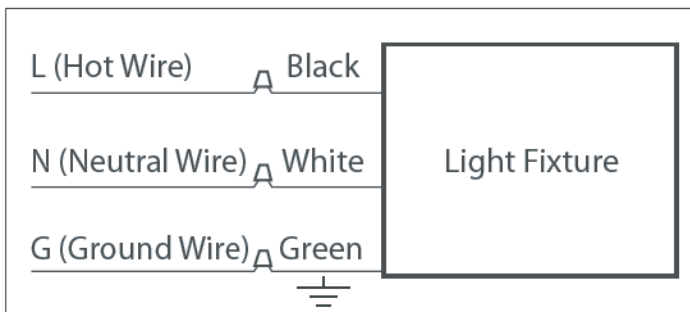 L (Hot Wire) Black
N (Neutral Wire) White
Light Fixture
G (Ground Wire) Green